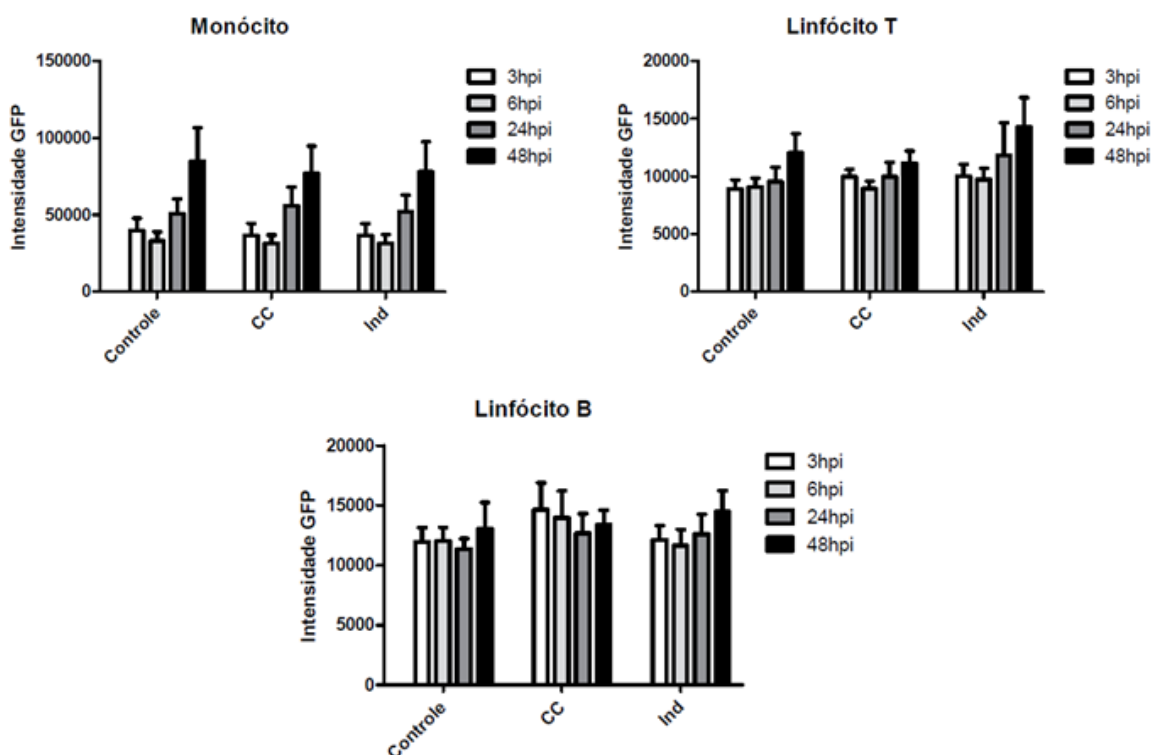 Monócito
150000
100000
50000
0
Intensidade GFP
Controle
CC
Ind
3hpi
6hpi
24hpi
48hpi
Linfócito T
20000
15000
10000
5000
0
Intensidade GFP
Controle
CC
Ind
3hpi
6hpi
24hpi
48hpi
Linfócito B
20000
15000
10000
5000
0
Intensidade GFP
Controle
CC
Ind
3hpi
6hpi
24hpi
48hpi